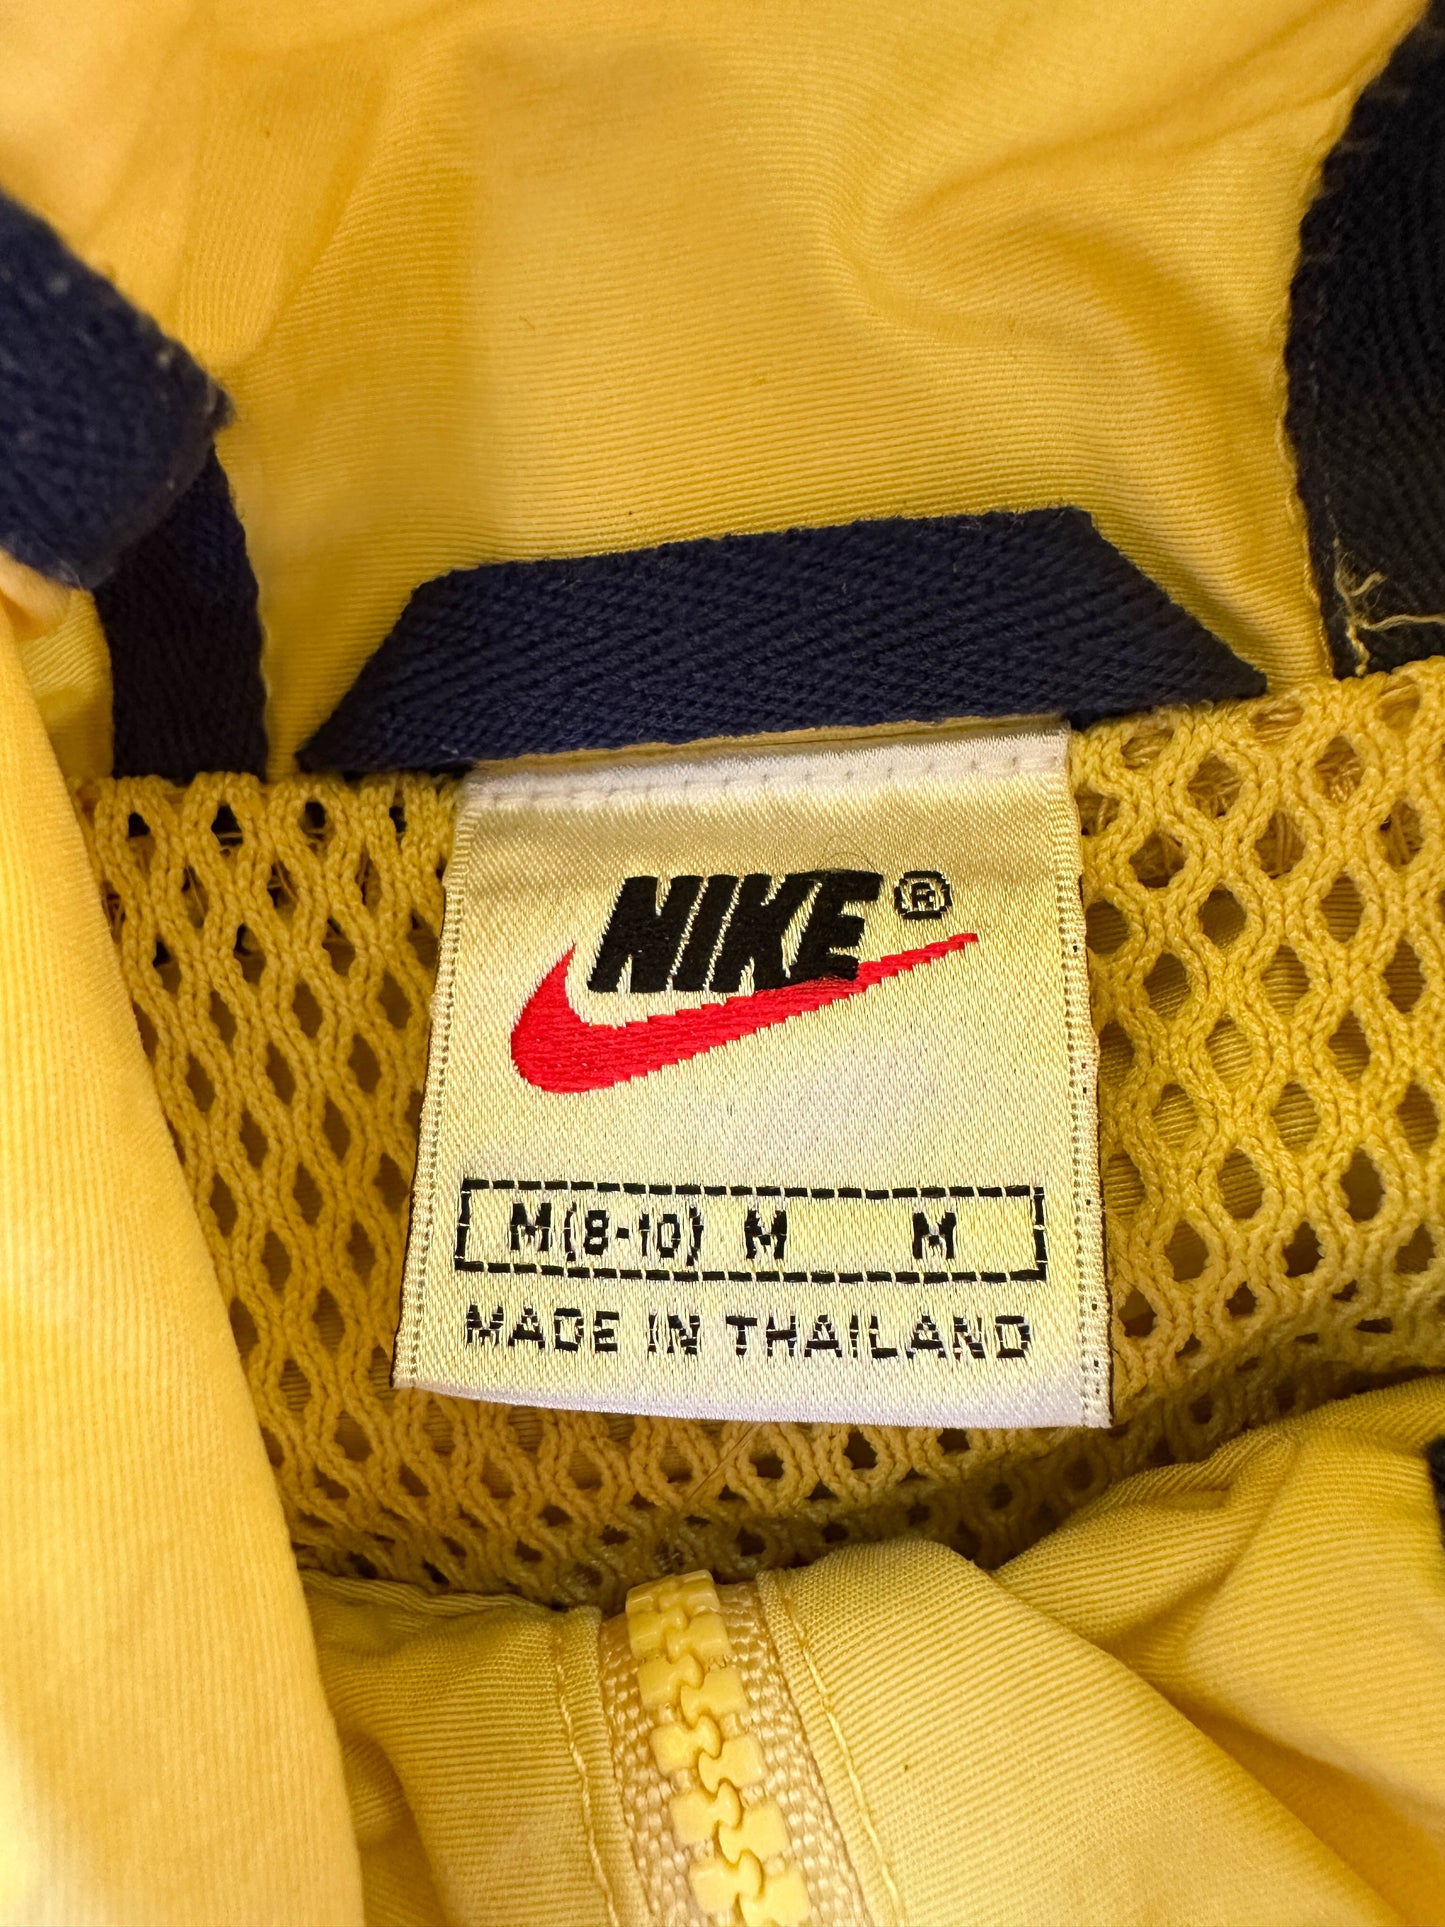 NIKE ®
M (8-10) M M
MADE IN THAILAND